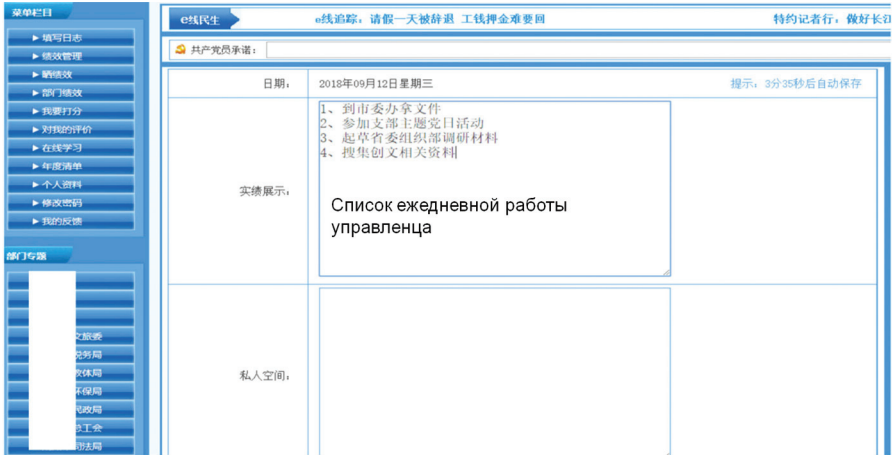 菜单栏目
填写日志
绩效管理
晒绩效
部门绩效
我要打分
对我的评价
在线学习
年度清单
个人资料
修改密码
我的反馈
部门专题
文旅委
税务局
教体局
环保局
民政局
总工会
司法局
e线民生
e线追踪，请假一天被辞退 工钱押金难要回
特约记者行，做好长江
共产党员承诺：
日期：
2018年09月12日星期三
提示：3分35秒后自动保存
实绩展示：
1、到市委办拿文件
2、参加支部主题党日活动
3、起草省委组织部调研材料
4、搜集创文相关资料
Список ежедневной работы
управленца
私人空间：